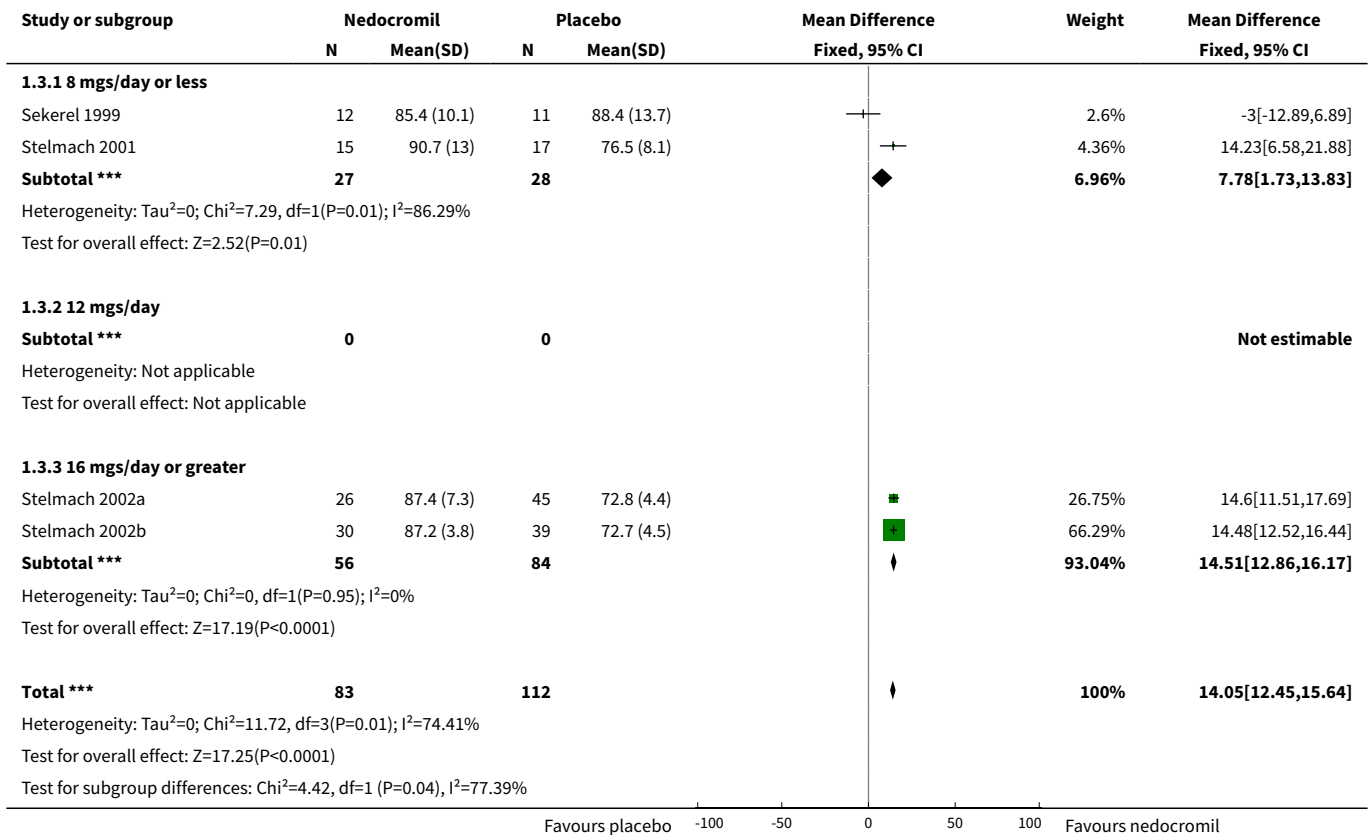 Study or subgroup Nedocromil Placebo Mean Difference Weight Mean Difference
N Mean(SD) N Mean(SD) Fixed, 95% CI Fixed, 95% CI
1.3.1 8 mgs/day or less
Sekerel 1999 12 85.4 (10.1) 11 88.4 (13.7) 2.6% -3[-12.89,6.89]
Stelmach 2001 15 90.7 (13) 17 76.5 (8.1) 4.36% 14.23[6.58,21.88]
Subtotal *** 27 28 6.96% 7.78[1.73,13.83]
Heterogeneity: Tau²=0; Chi²=7.29, df=1(P=0.01); I²=86.29%
Test for overall effect: Z=2.52(P=0.01)
1.3.2 12 mgs/day
Subtotal *** 0 0 Not estimable
Heterogeneity: Not applicable
Test for overall effect: Not applicable
1.3.3 16 mgs/day or greater
Stelmach 2002a 26 87.4 (7.3) 45 72.8 (4.4) 26.75% 14.6[11.51,17.69]
Stelmach 2002b 30 87.2 (3.8) 39 72.7 (4.5) 66.29% 14.48[12.52,16.44]
Subtotal *** 56 84 93.04% 14.51[12.86,16.17]
Heterogeneity: Tau²=0; Chi²=0, df=1(P=0.95); I²=0%
Test for overall effect: Z=17.19(P<0.0001)
Total *** 83 112 100% 14.05[12.45,15.64]
Heterogeneity: Tau²=0; Chi²=11.72, df=3(P=0.01); I²=74.41%
Test for overall effect: Z=17.25(P<0.0001)
Test for subgroup differences: Chi²=4.42, df=1 (P=0.04), I²=77.39%
Favours placebo -100 -50 0 50 100 Favours nedocromil